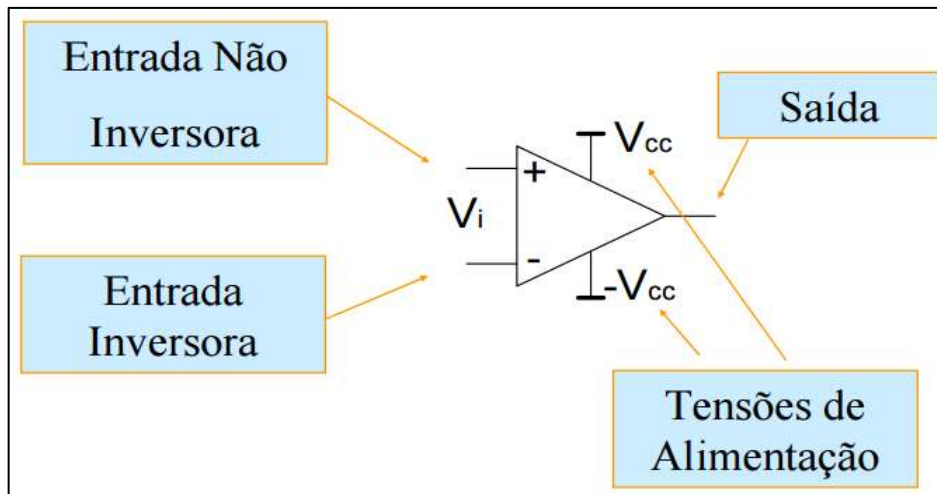 Entrada Não
Inversora
Saída
Vcc
+
Vi
-
-Vcc
Entrada
Inversora
Tensões de
Alimentação